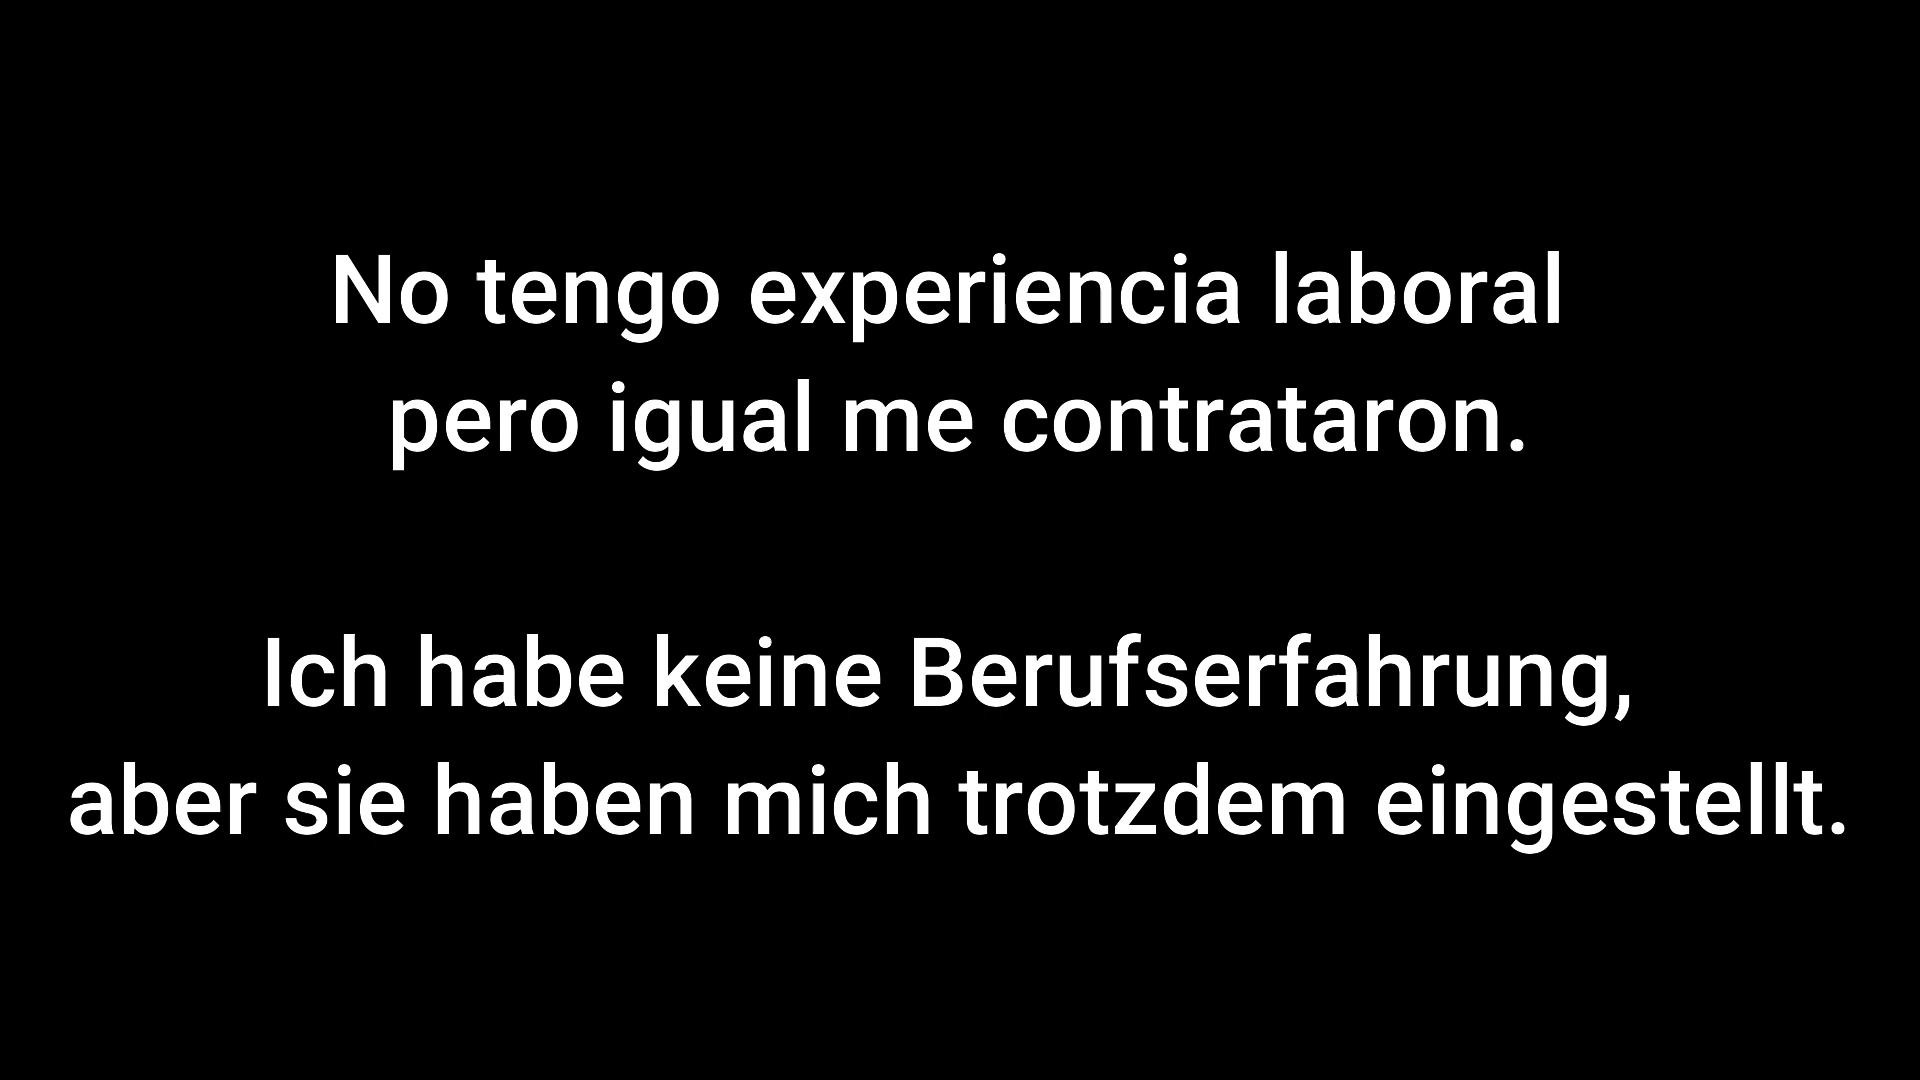 No tengo experiencia laboral
pero igual me contrataron.
Ich habe keine Berufserfahrung,
aber sie haben mich trotzdem eingestellt.